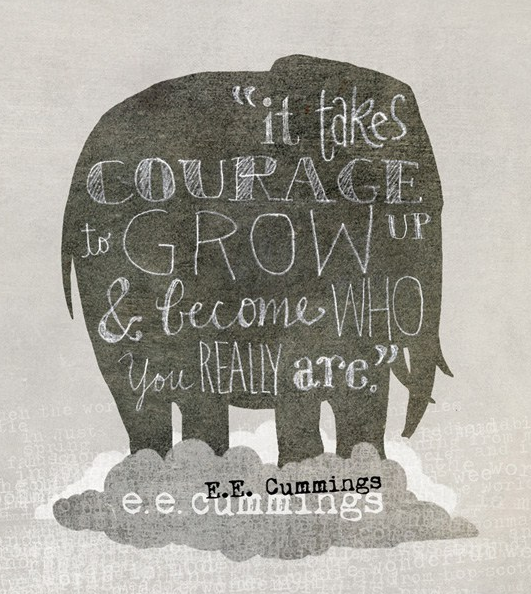 “it takes
COURAGE
to GROW UP
& become WHO
you REALLY are.”
E.E. Cummings
e.e. cummings